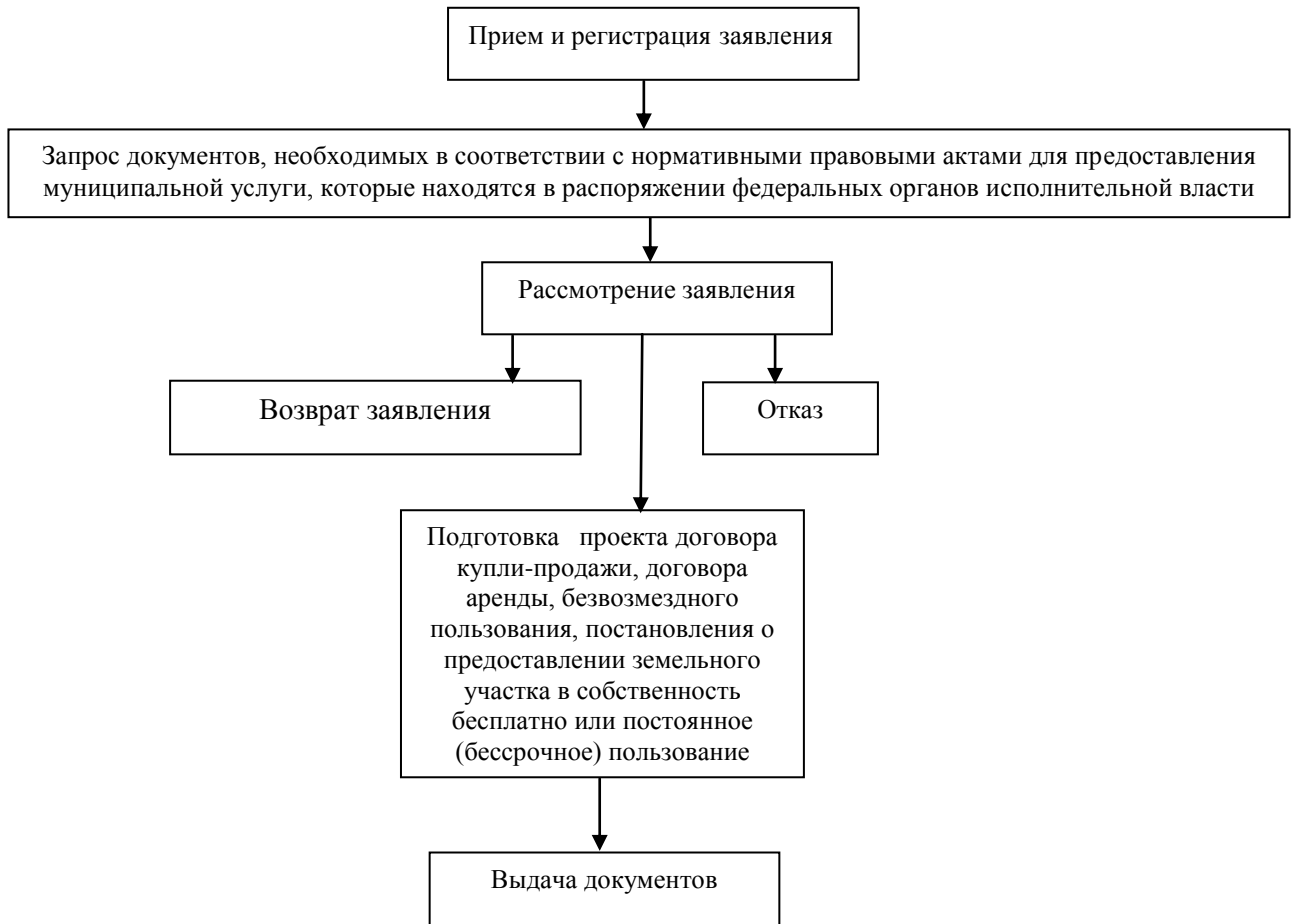 Прием и регистрация заявления
Запрос документов, необходимых в соответствии с нормативными правовыми актами для предоставления
муниципальной услуги, которые находятся в распоряжении федеральных органов исполнительной власти
Рассмотрение заявления
Возврат заявления
Отказ
Подготовка проекта договора
купли-продажи, договора
аренды, безвозмездного
пользования, постановления о
предоставлении земельного
участка в собственность
бесплатно или постоянное
(бессрочное) пользование
Выдача документов